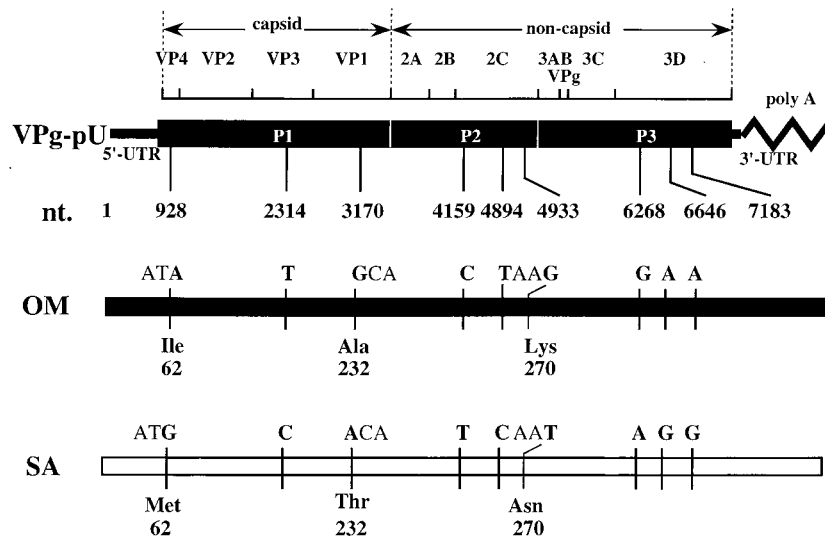 capsid non-capsid
VP4 VP2 VP3 VP1 2A 2B 2C 3AB 3C 3D
VPg
poly A
VPg-pU P1 P2 P3
5'-UTR 3'-UTR
nt. 1 928 2314 3170 4159 4894 4933 6268 6646 7183
ATA T GCA C TAAG G A A
OM
Ile Ala Lys
62 232 270
ATG C ACA T CAAT A G G
SA
Met Thr Asn
62 232 270